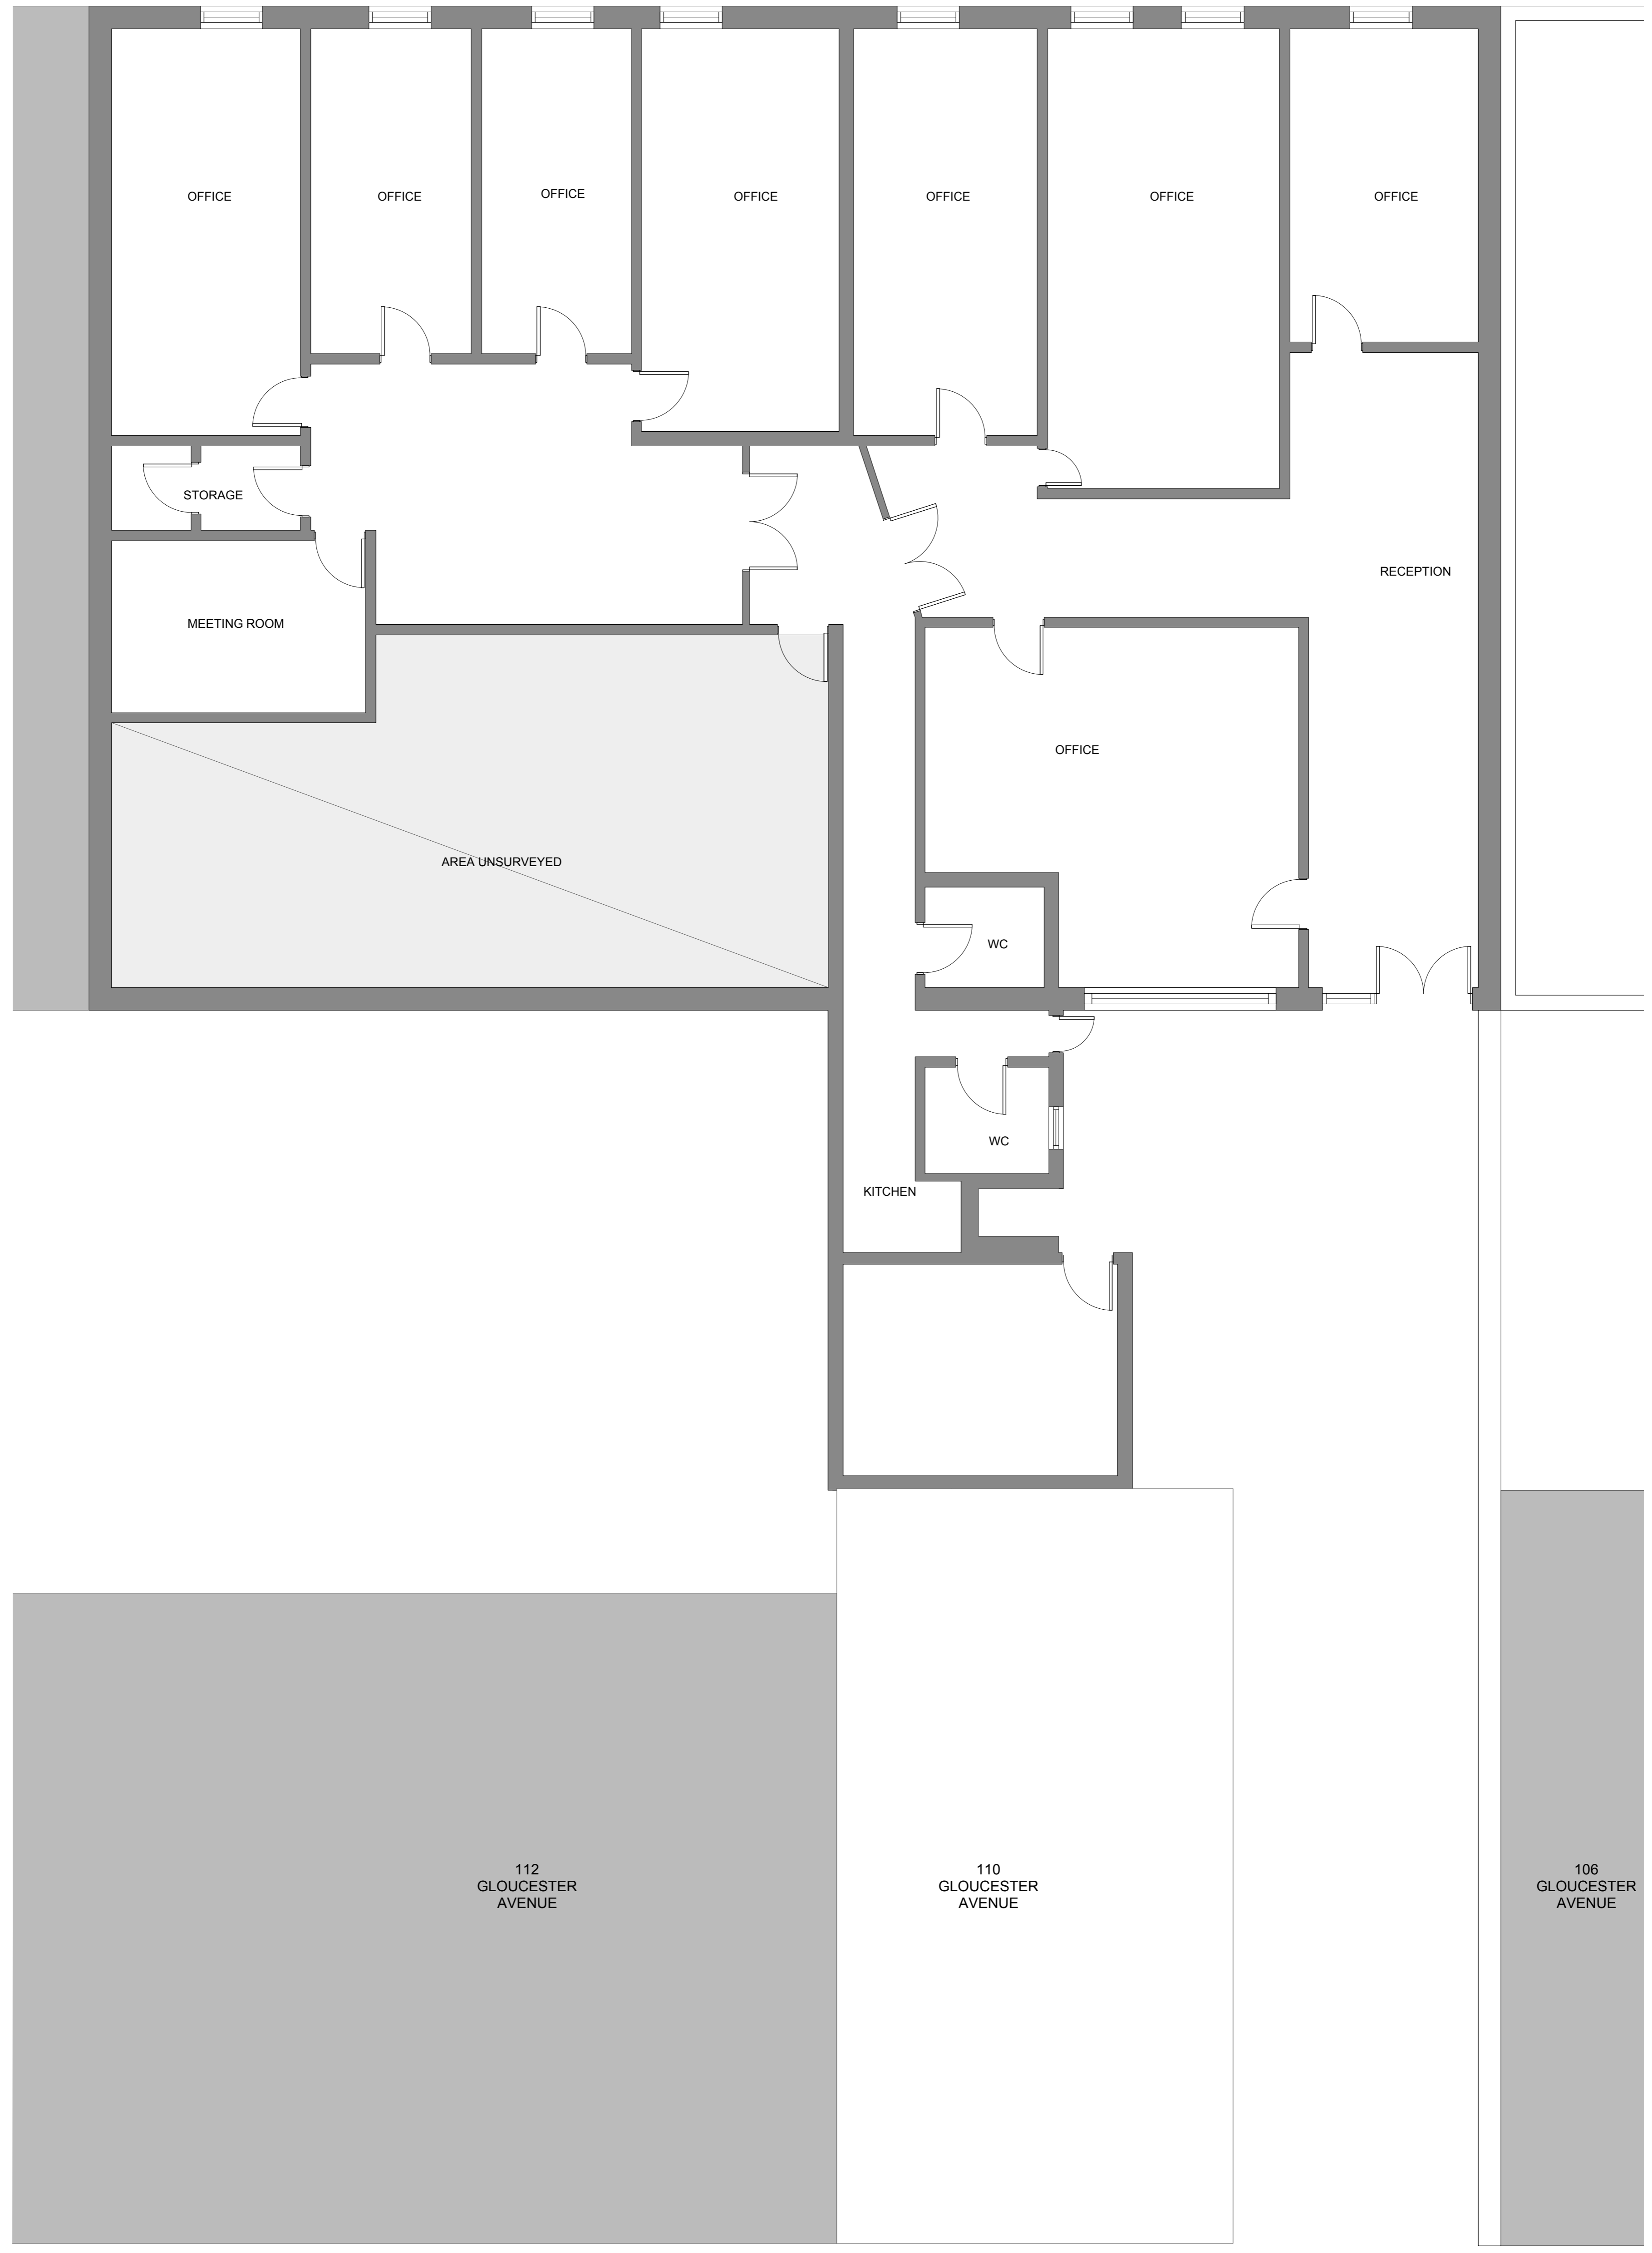 OFFICE
OFFICE
OFFICE
OFFICE
OFFICE
OFFICE
OFFICE
STORAGE
RECEPTION
MEETING ROOM
OFFICE
AREA UNSURVEYED
WC
WC
KITCHEN
112
GLOUCESTER
AVENUE
110
GLOUCESTER
AVENUE
106
GLOUCESTER
AVENUE